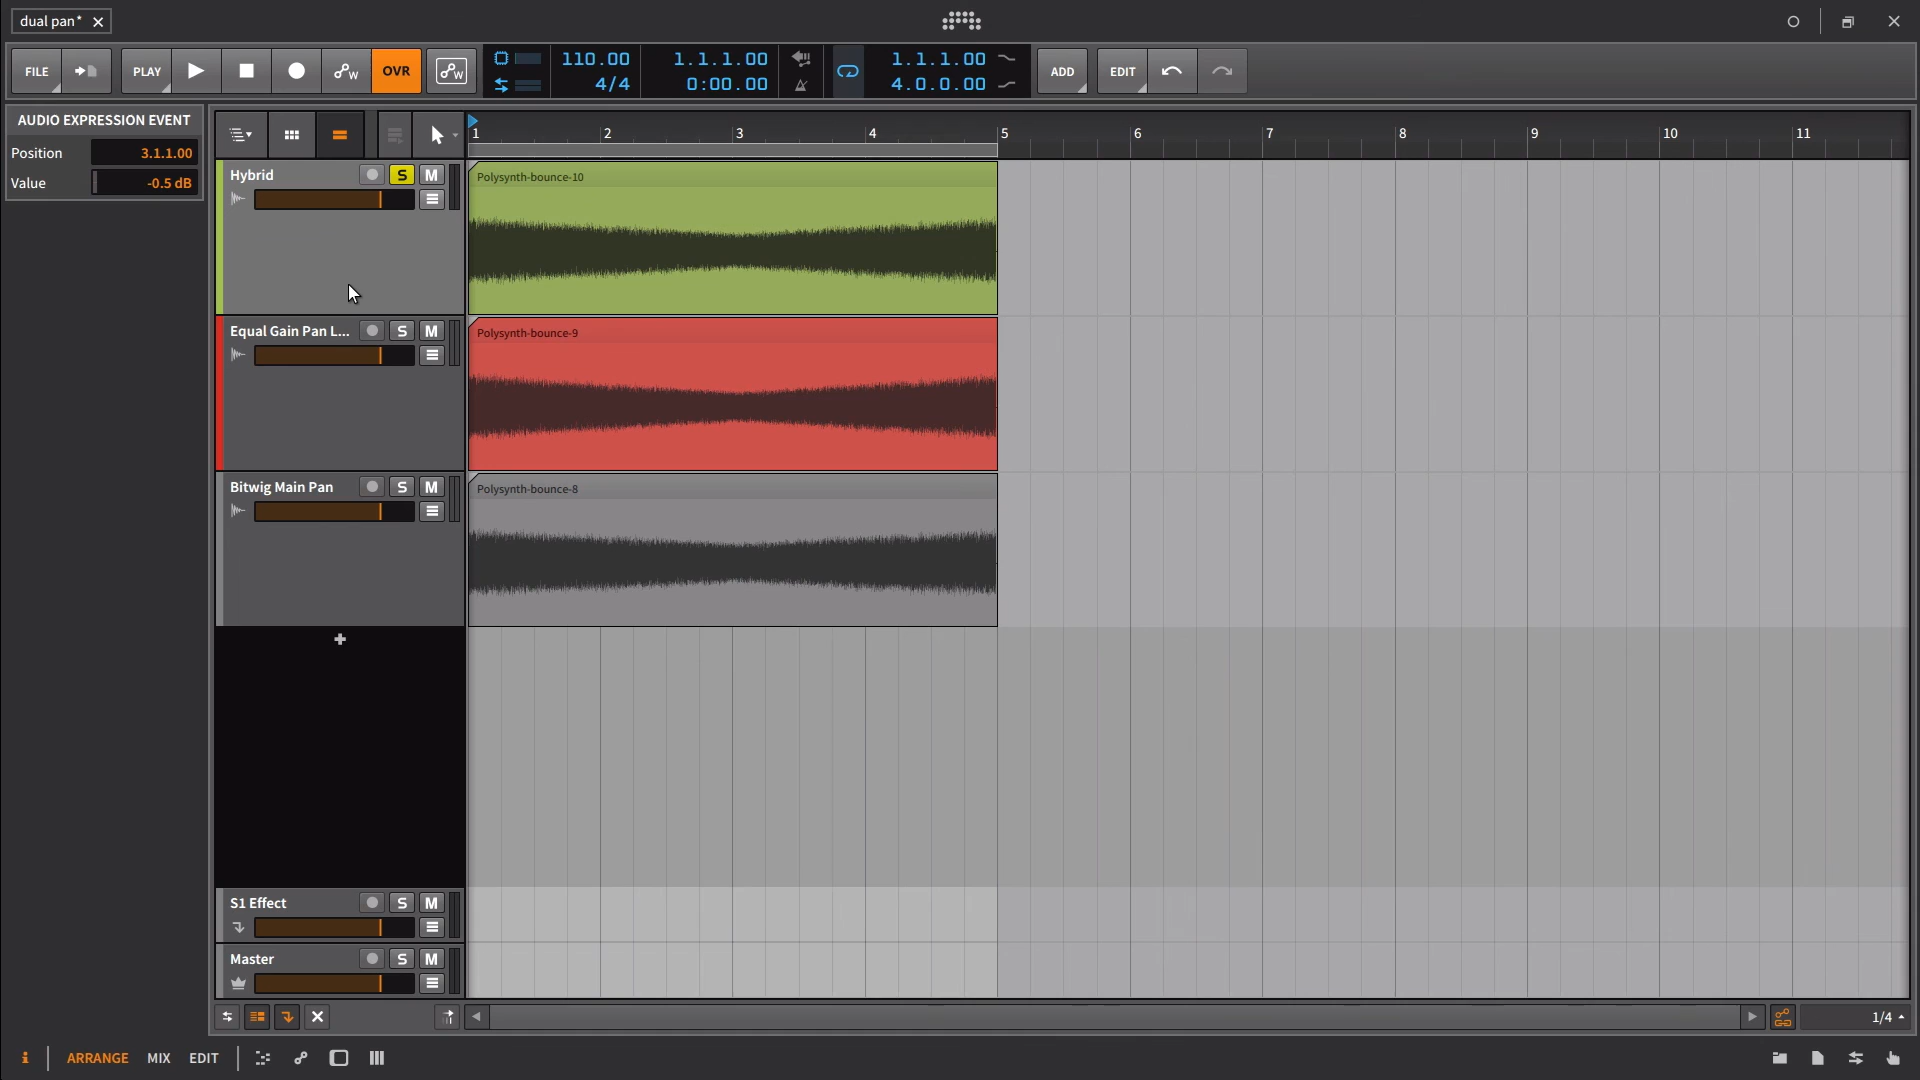 dual pan*
FILE
PLAY
OVR
110.00
4/4
1.1.1.00
0:00.00
1.1.1.00
4.0.0.00
ADD
EDIT
AUDIO EXPRESSION EVENT
Position 3.1.1.00
Value -0.5 dB
1 2 3 4 5 6 7 8 9 10 11
Hybrid S M
Polysynth-bounce-10
Equal Gain Pan L... S M
Polysynth-bounce-9
Bitwig Main Pan S M
Polysynth-bounce-8
S1 Effect S M
Master S M
1/4
i ARRANGE MIX EDIT